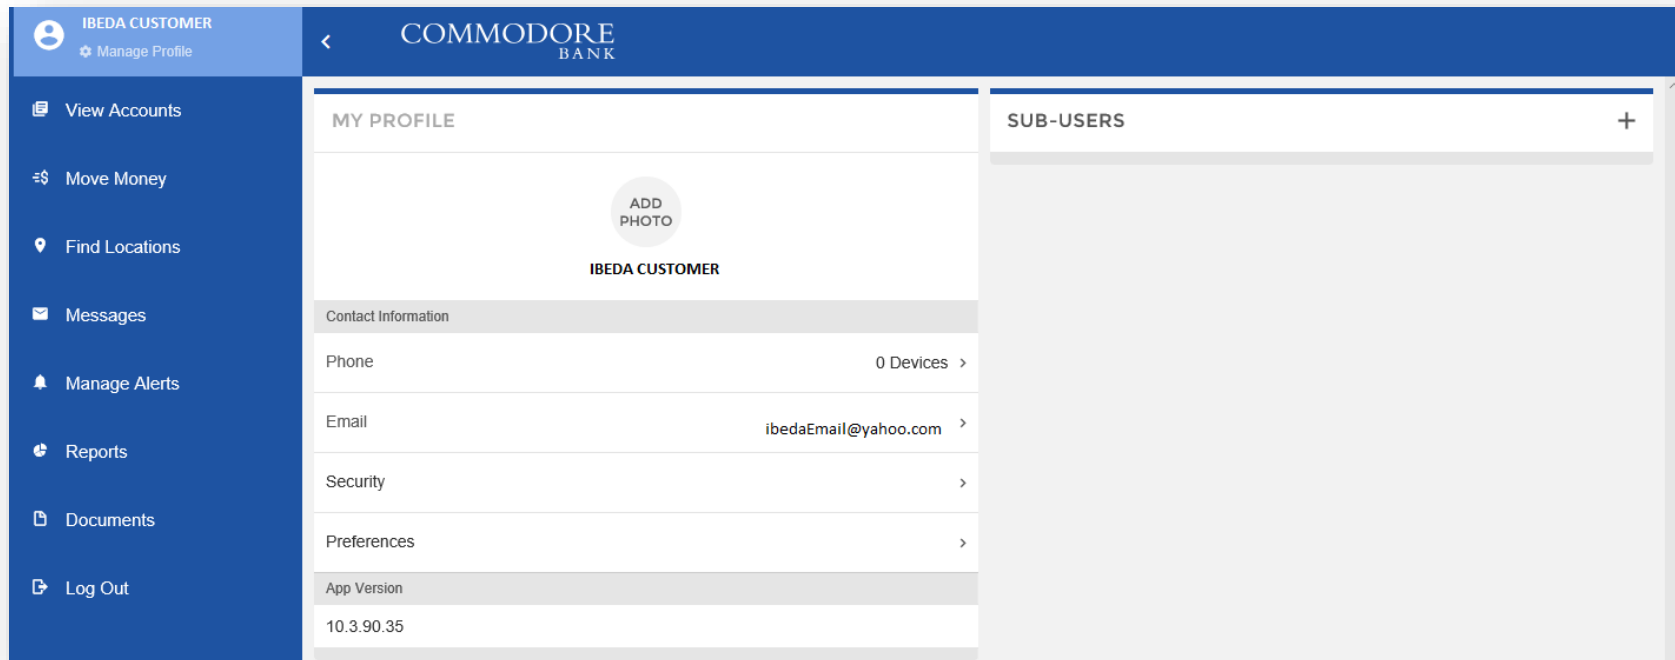 IBEDA CUSTOMER
Manage Profile
COMMODORE
BANK
View Accounts
Move Money
Find Locations
Messages
Manage Alerts
Reports
Documents
Log Out
MY PROFILE
ADD
PHOTO
IBEDA CUSTOMER
Contact Information
Phone 0 Devices
Email ibedaEmail@yahoo.com
Security
Preferences
App Version
10.3.90.35
SUB-USERS